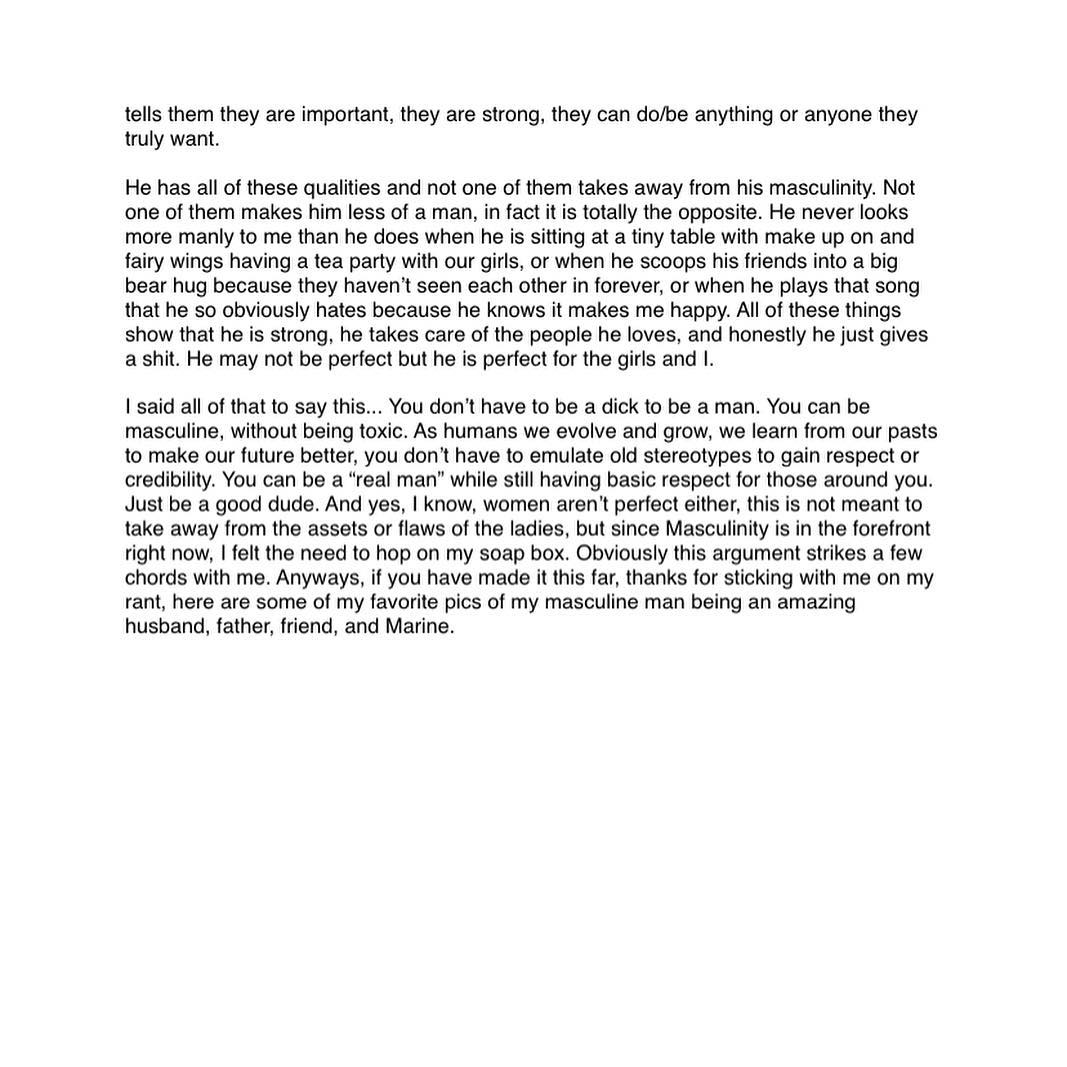 tells them they are important, they are strong, they can do/be anything or anyone they
truly want.
He has all of these qualities and not one of them takes away from his masculinity. Not
one of them makes him less of a man, in fact it is totally the opposite. He never looks
more manly to me than he does when he is sitting at a tiny table with make up on and
fairy wings having a tea party with our girls, or when he scoops his friends into a big
bear hug because they haven’t seen each other in forever, or when he plays that song
that he so obviously hates because he knows it makes me happy. All of these things
show that he is strong, he takes care of the people he loves, and honestly he just gives
a shit. He may not be perfect but he is perfect for the girls and I.
I said all of that to say this... You don’t have to be a dick to be a man. You can be
masculine, without being toxic. As humans we evolve and grow, we learn from our pasts
to make our future better, you don’t have to emulate old stereotypes to gain respect or
credibility. You can be a “real man” while still having basic respect for those around you.
Just be a good dude. And yes, I know, women aren’t perfect either, this is not meant to
take away from the assets or flaws of the ladies, but since Masculinity is in the forefront
right now, I felt the need to hop on my soap box. Obviously this argument strikes a few
chords with me. Anyways, if you have made it this far, thanks for sticking with me on my
rant, here are some of my favorite pics of my masculine man being an amazing
husband, father, friend, and Marine.